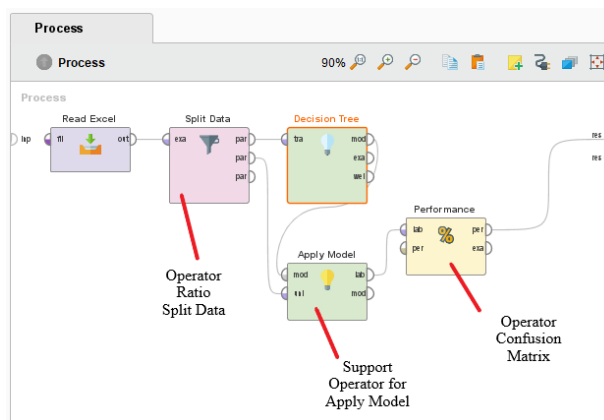 Process
Process
90%
Process
Read Excel
Split Data
Decision Tree
inp
fil
out
exa
par
par
par
tra
mod
exa
wei
res
res
Performance
lab
per
per
exa
Apply Model
mod
unl
lab
mod
Operator
Ratio
Split Data
Support
Operator for
Apply Model
Operator
Confusion
Matrix